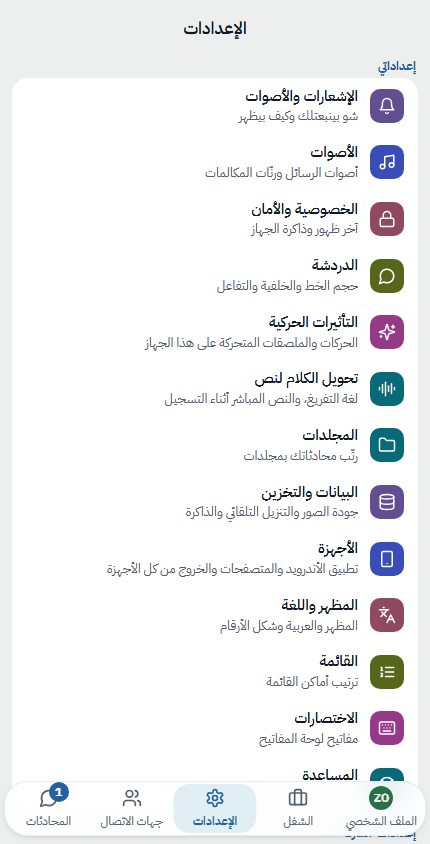 الإعدادات
إعداداتي
الإشعارات والأصوات
شو بينبعتلك وكيف بيظهر
الأصوات
أصوات الرسائل ورنّات المكالمات
الخصوصية والأمان
آخر ظهور وذاكرة الجهاز
الدردشة
حجم الخط والخلفية والتفاعل
التأثيرات الحركية
الحركات والملصقات المتحركة على هذا الجهاز
تحويل الكلام لنص
لغة التفريغ، والنص المباشر أثناء التسجيل
المجلدات
رتّب محادثاتك بمجلدات
البيانات والتخزين
جودة الصور والتنزيل التلقائي والذاكرة
الأجهزة
تطبيق الأندرويد والمتصفحات والخروج من كل الأجهزة
المظهر واللغة
المظهر والعربية وشكل الأرقام
القائمة
ترتيب أماكن القائمة
الاختصارات
مفاتيح لوحة المفاتيح
المساعدة
ZO
الملف الشخصي
الشغل
الإعدادات
جهات الاتصال
1
المحادثات